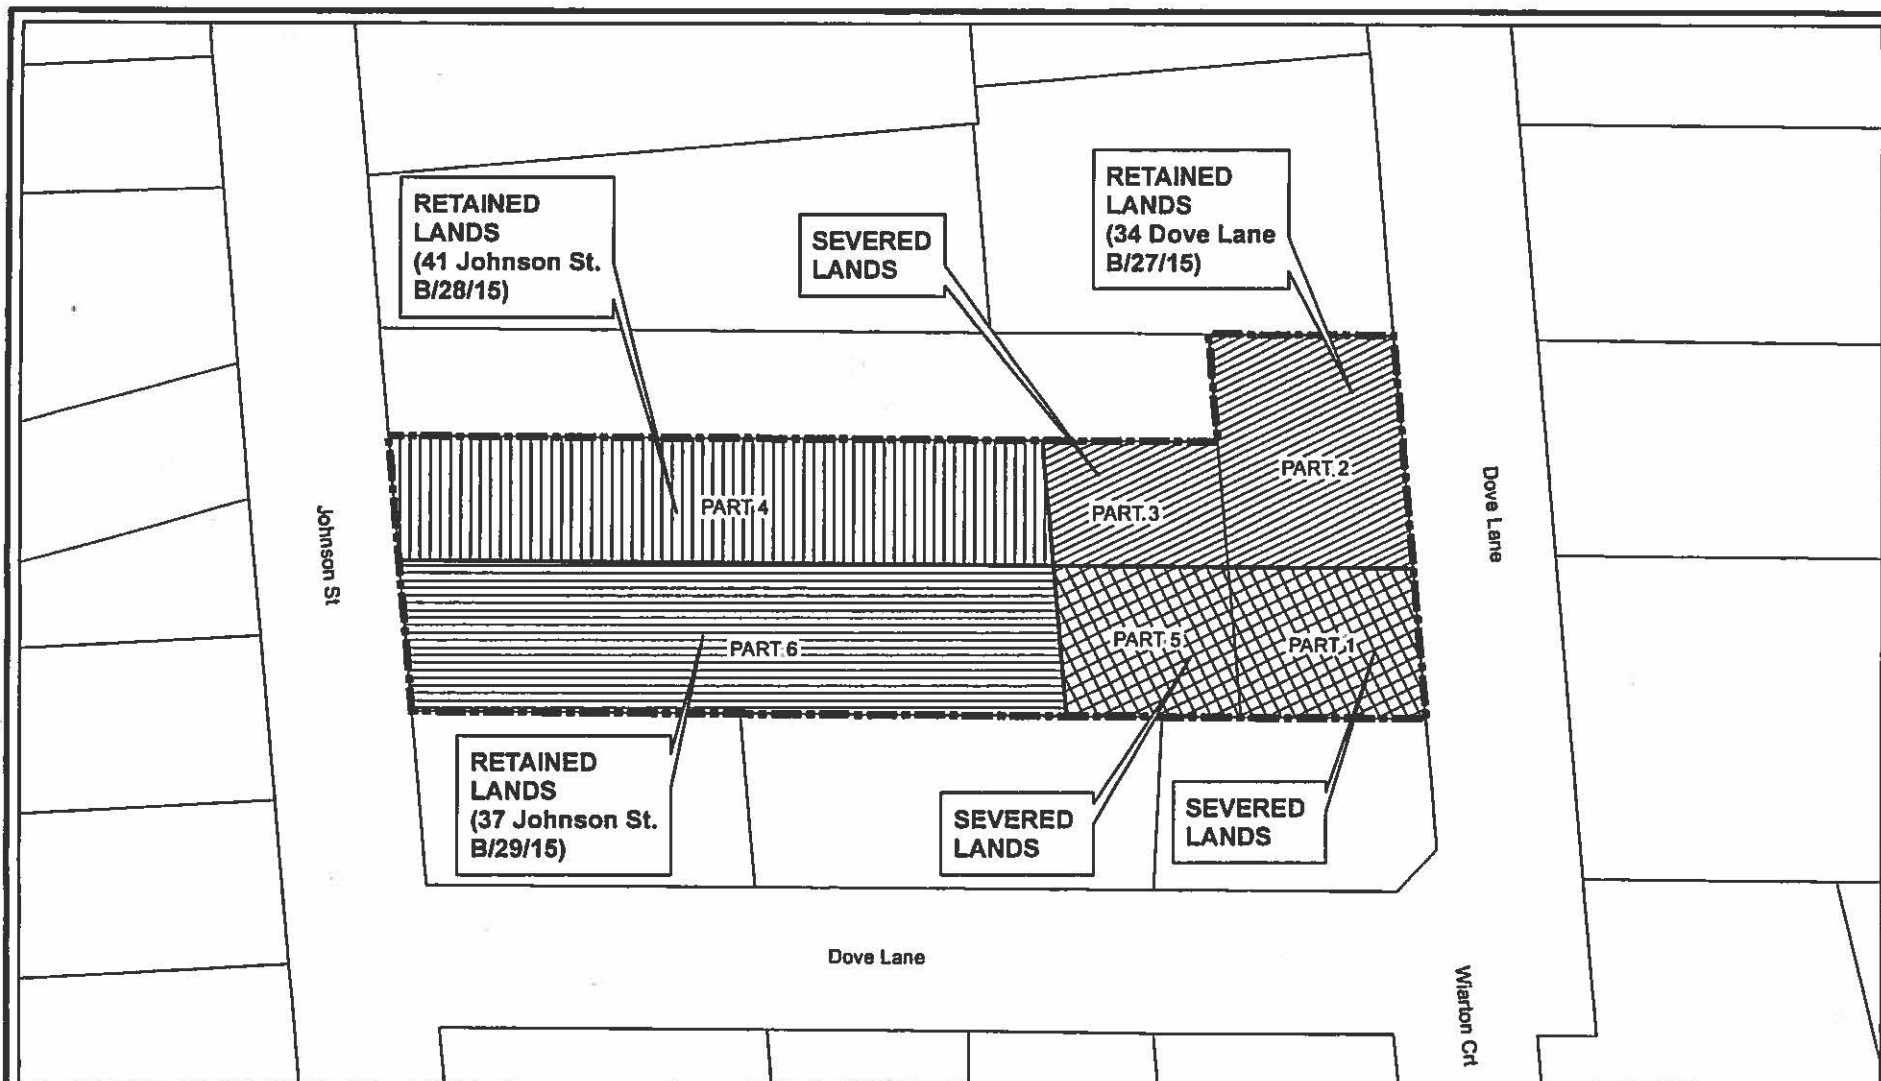 RETAINED
LANDS
(41 Johnson St.
B/28/15)
SEVERED
LANDS
RETAINED
LANDS
(34 Dove Lane
B/27/15)
PART 2
PART 4
PART 3
Dove Lane
Johnson St
PART 6
PART 5
PART 1
RETAINED
LANDS
(37 Johnson St.
B/29/15)
SEVERED
LANDS
SEVERED
LANDS
Dove Lane
Wiarton Crt